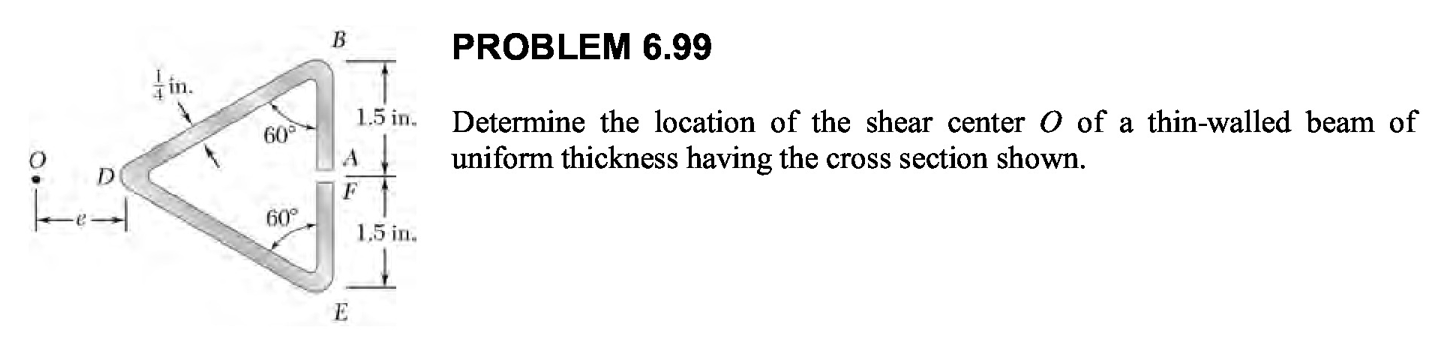 B
PROBLEM 6.99
1/4 in.
1.5 in.
60°
Determine the location of the shear center O of a thin-walled beam of
uniform thickness having the cross section shown.
O
A
D
F
e
60°
1.5 in.
E